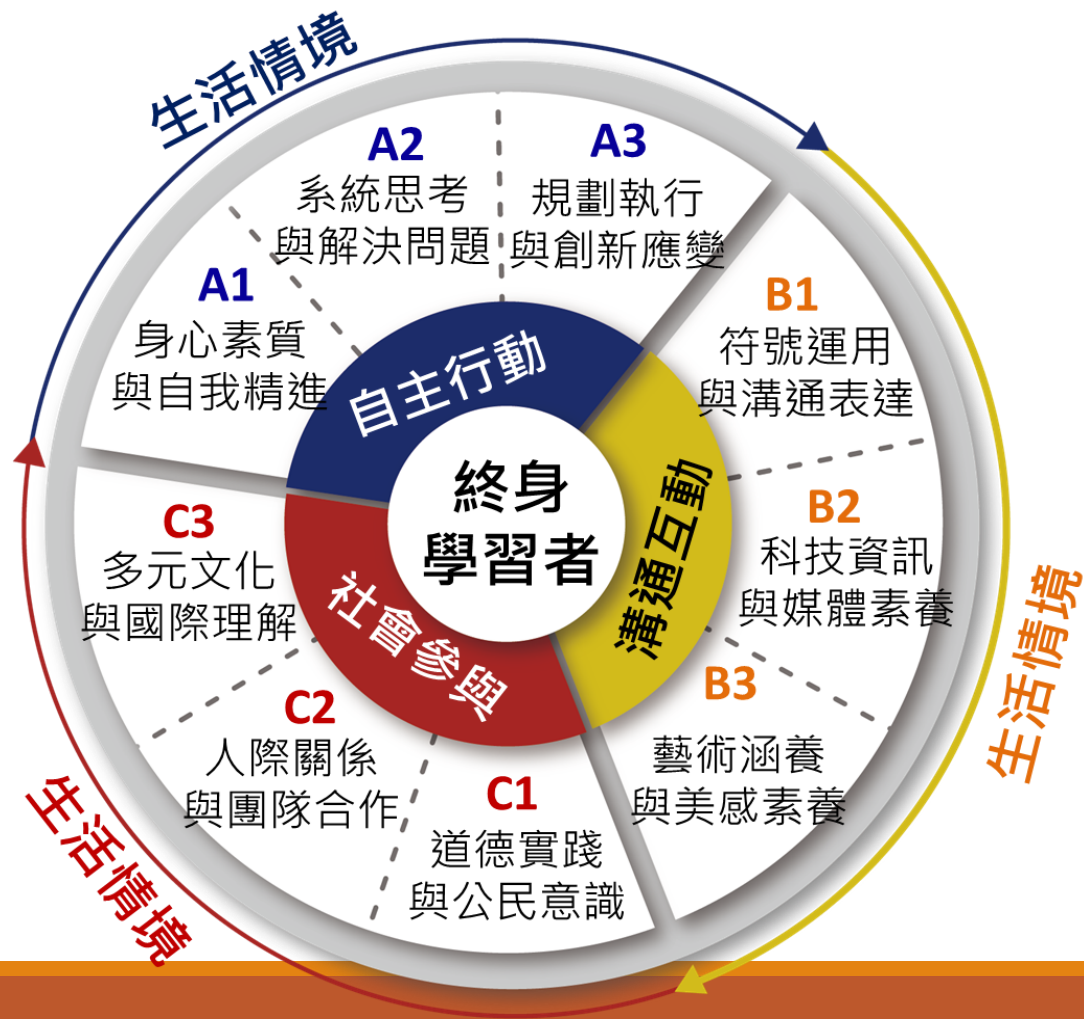 生活情境
A1
身心素質
與自我精進
A2
系統思考
與解決問題
A3
規劃執行
與創新應變
B1
符號運用
與溝通表達
B2
科技資訊
與媒體素養
B3
藝術涵養
與美感素養
C1
道德實踐
與公民意識
C2
人際關係
與團隊合作
C3
多元文化
與國際理解
自主行動
溝通互動
社會參與
終身
學習者
生活情境
生活情境